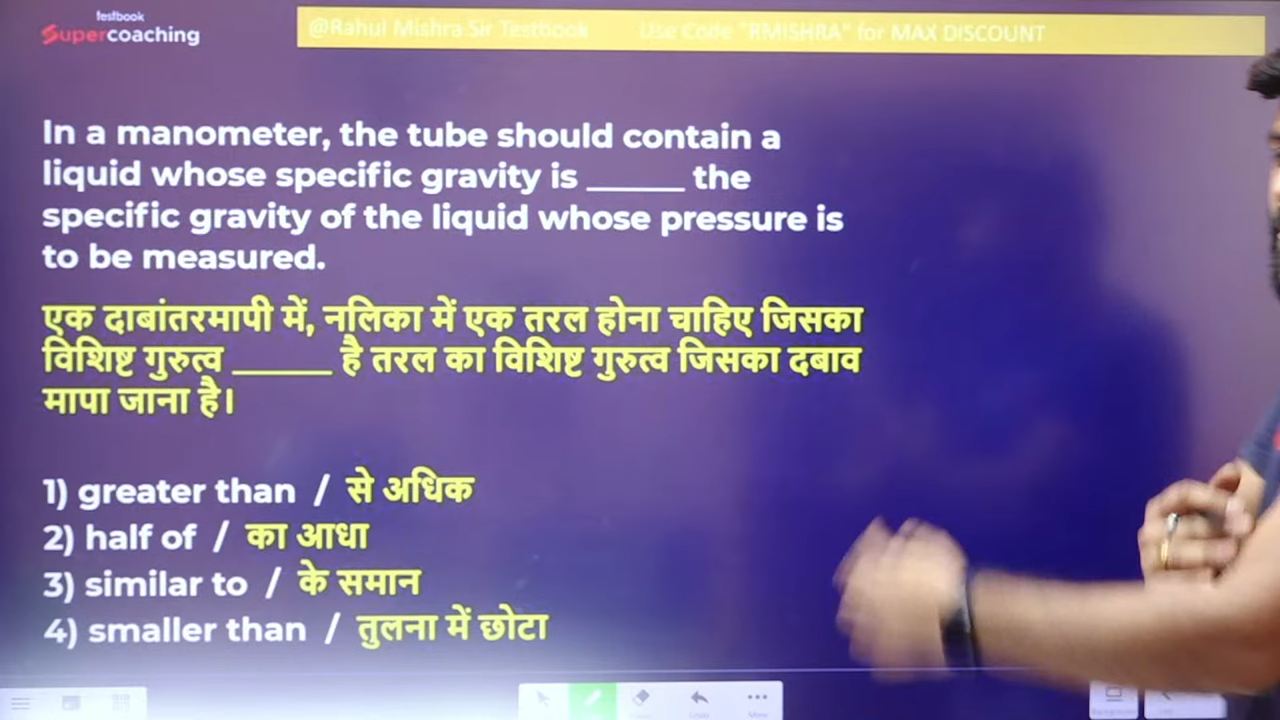 testbook
Supercoaching
@Rahul Mishra Sir Testbook Use Code "RMISHRA" for MAX DISCOUNT
In a manometer, the tube should contain a
liquid whose specific gravity is ______ the
specific gravity of the liquid whose pressure is
to be measured.
एक दाबांतरमापी में, नलिका में एक तरल होना चाहिए जिसका
विशिष्ट गुरुत्व ______ है तरल का विशिष्ट गुरुत्व जिसका दबाव
मापा जाना है।
1) greater than / से अधिक
2) half of / का आधा
3) similar to / के समान
4) smaller than / तुलना में छोटा
More